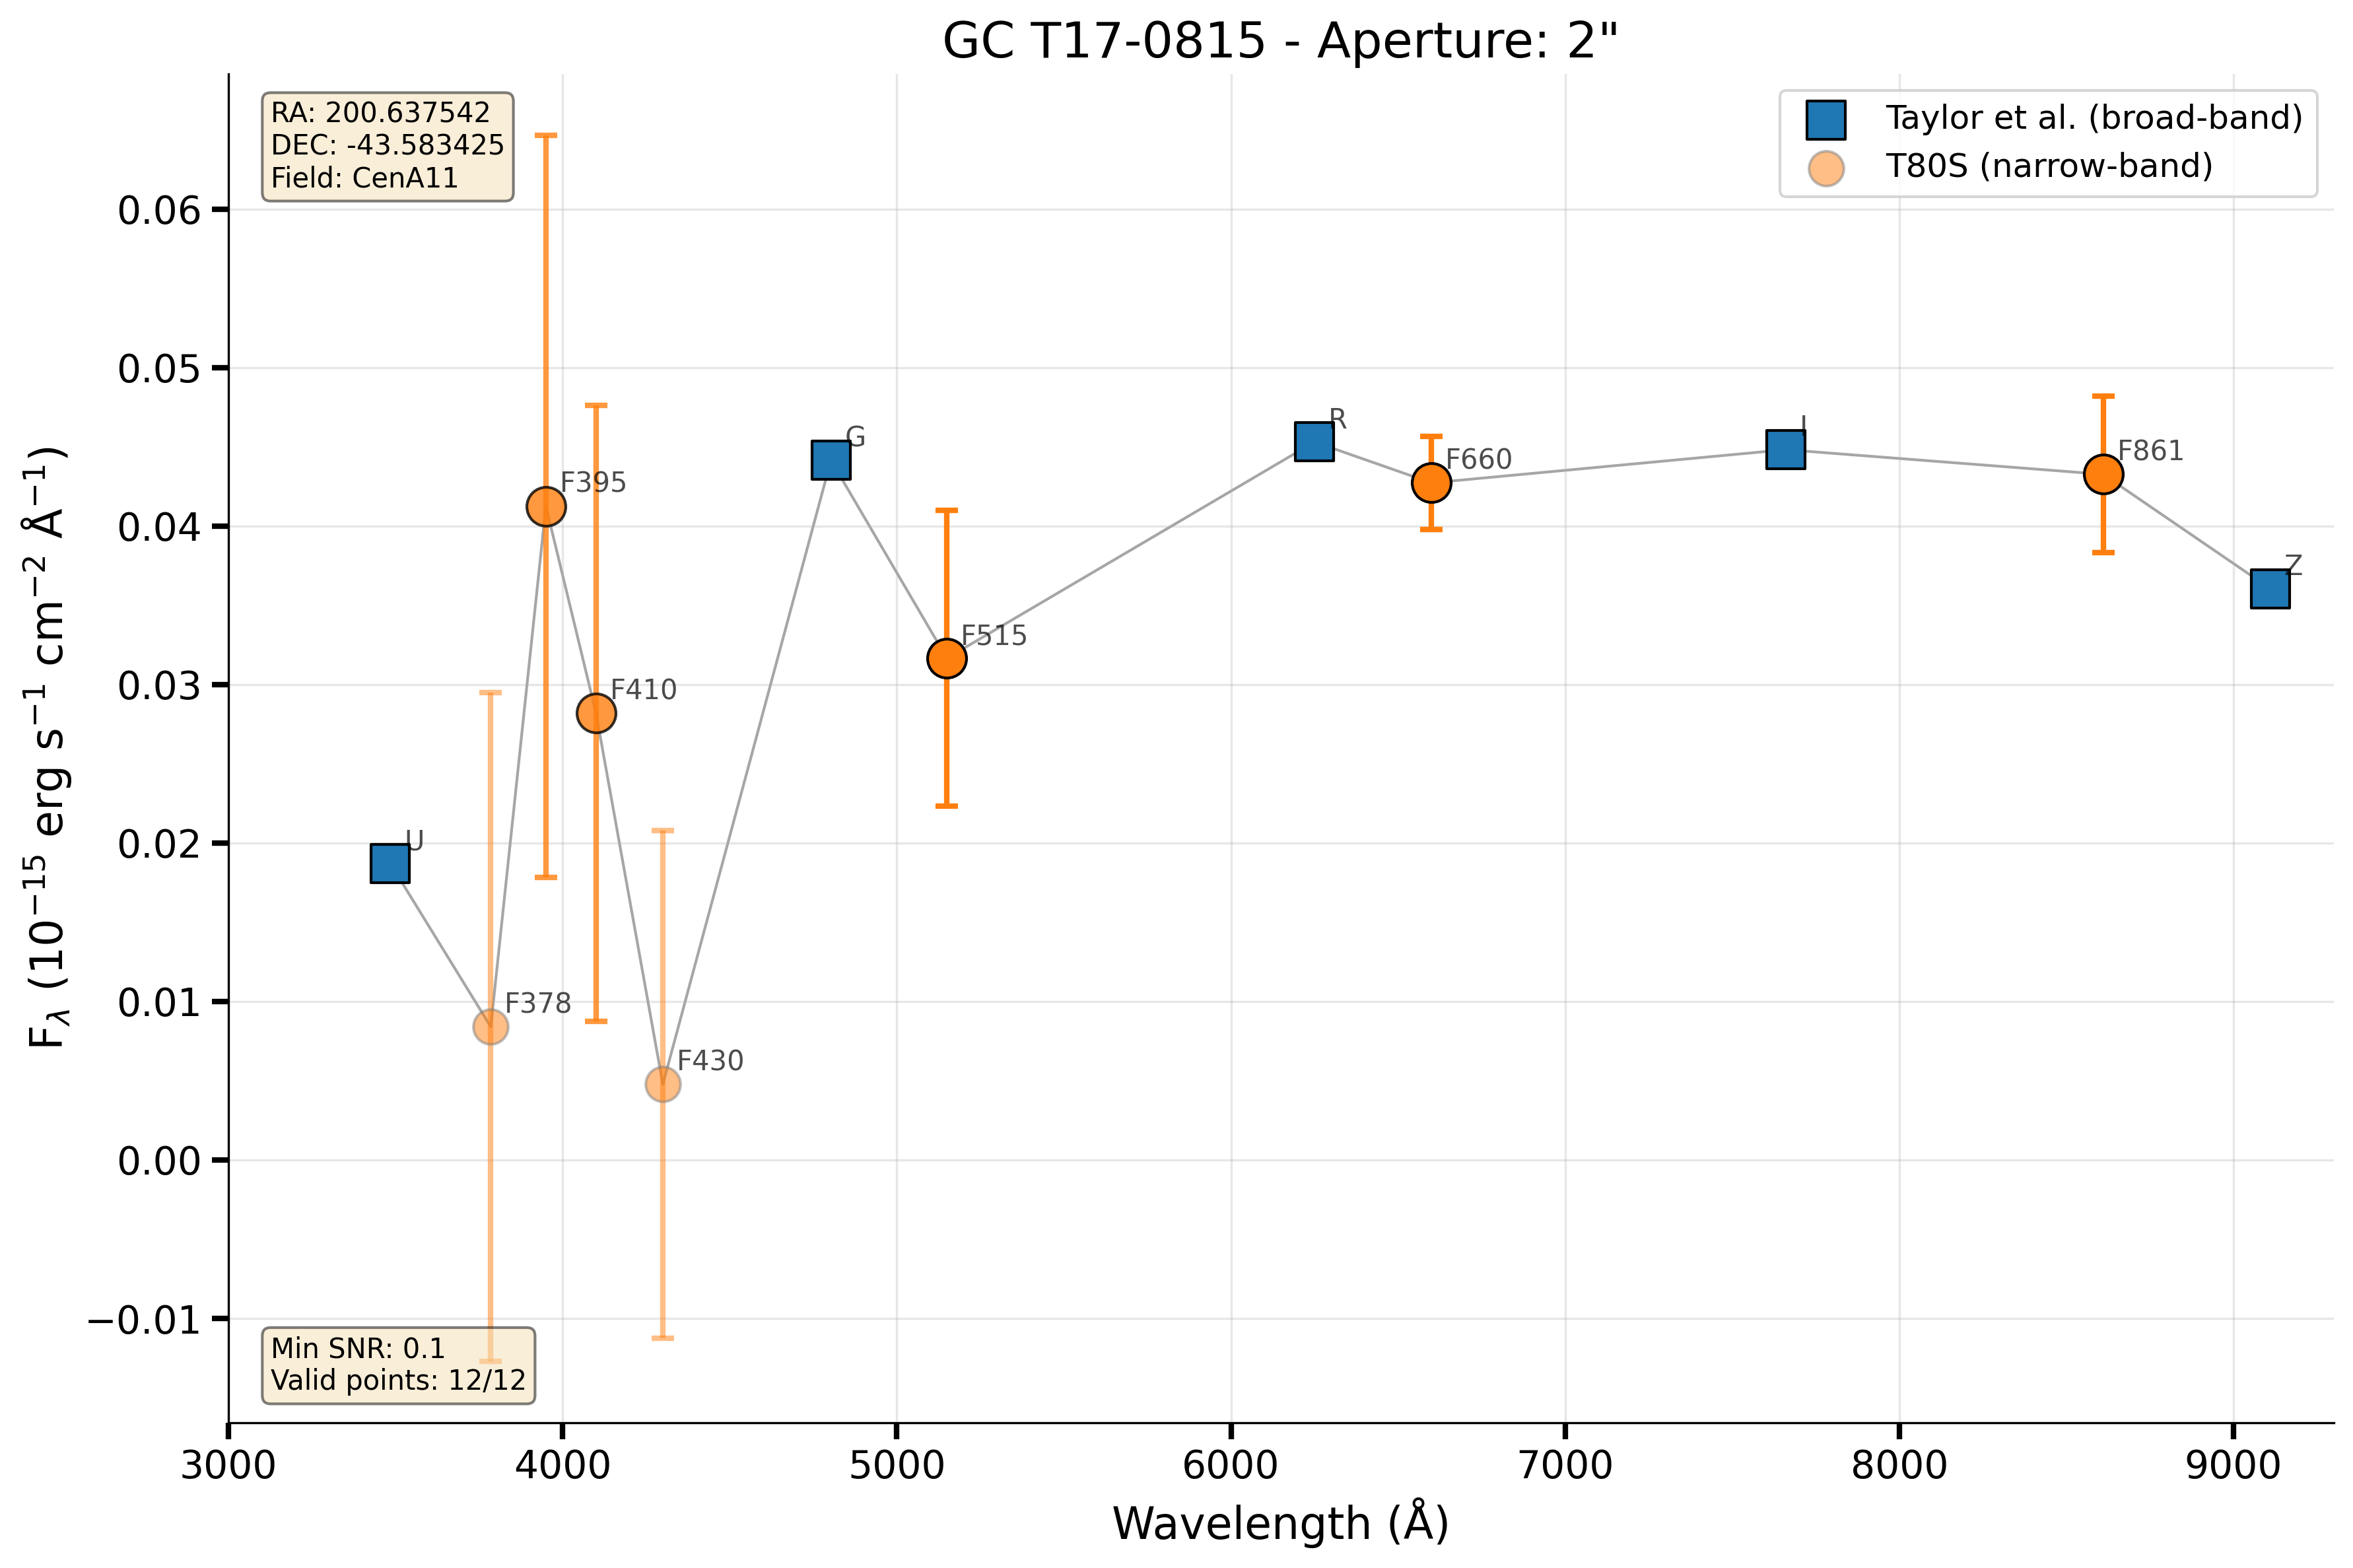 GC T17-0815 - Aperture: 2"
RA: 200.637542
DEC: -43.583425
Field: CenA11
Taylor et al. (broad-band)
T80S (narrow-band)
F_λ (10⁻¹⁵ erg s⁻¹ cm⁻² Å⁻¹)
0.06
0.05
0.04
0.03
0.02
0.01
0.00
−0.01
U
F378
F395
F410
F430
G
F515
R
F660
I
F861
Z
Min SNR: 0.1
Valid points: 12/12
3000 4000 5000 6000 7000 8000 9000
Wavelength (Å)